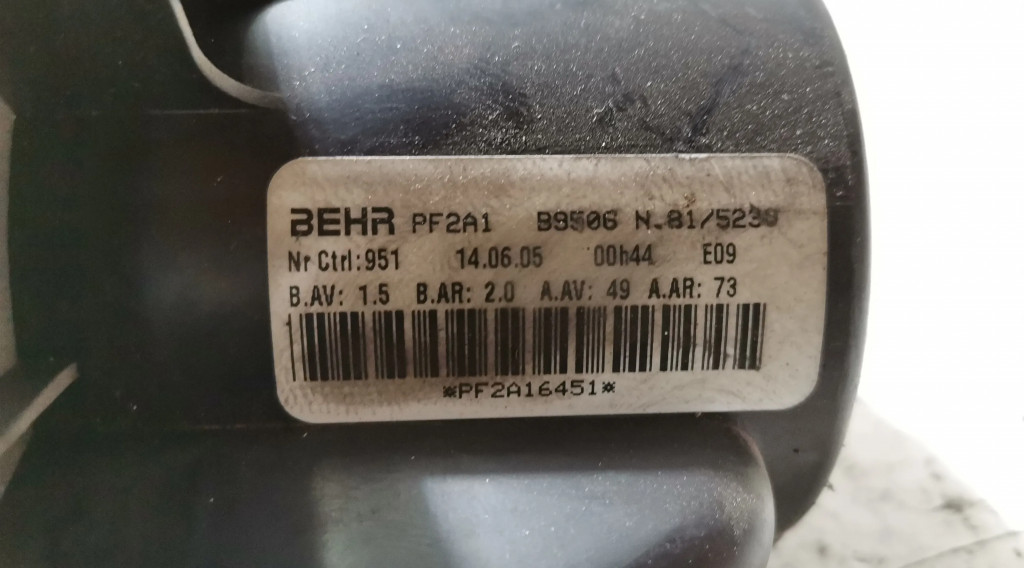 BEHR PF2A1 B9506 N.81/5239
Nr Ctrl:951 14.06.05 00h44 E09
B.AV: 1.5 B.AR: 2.0 A.AV: 49 A.AR: 73
*PF2A16451*